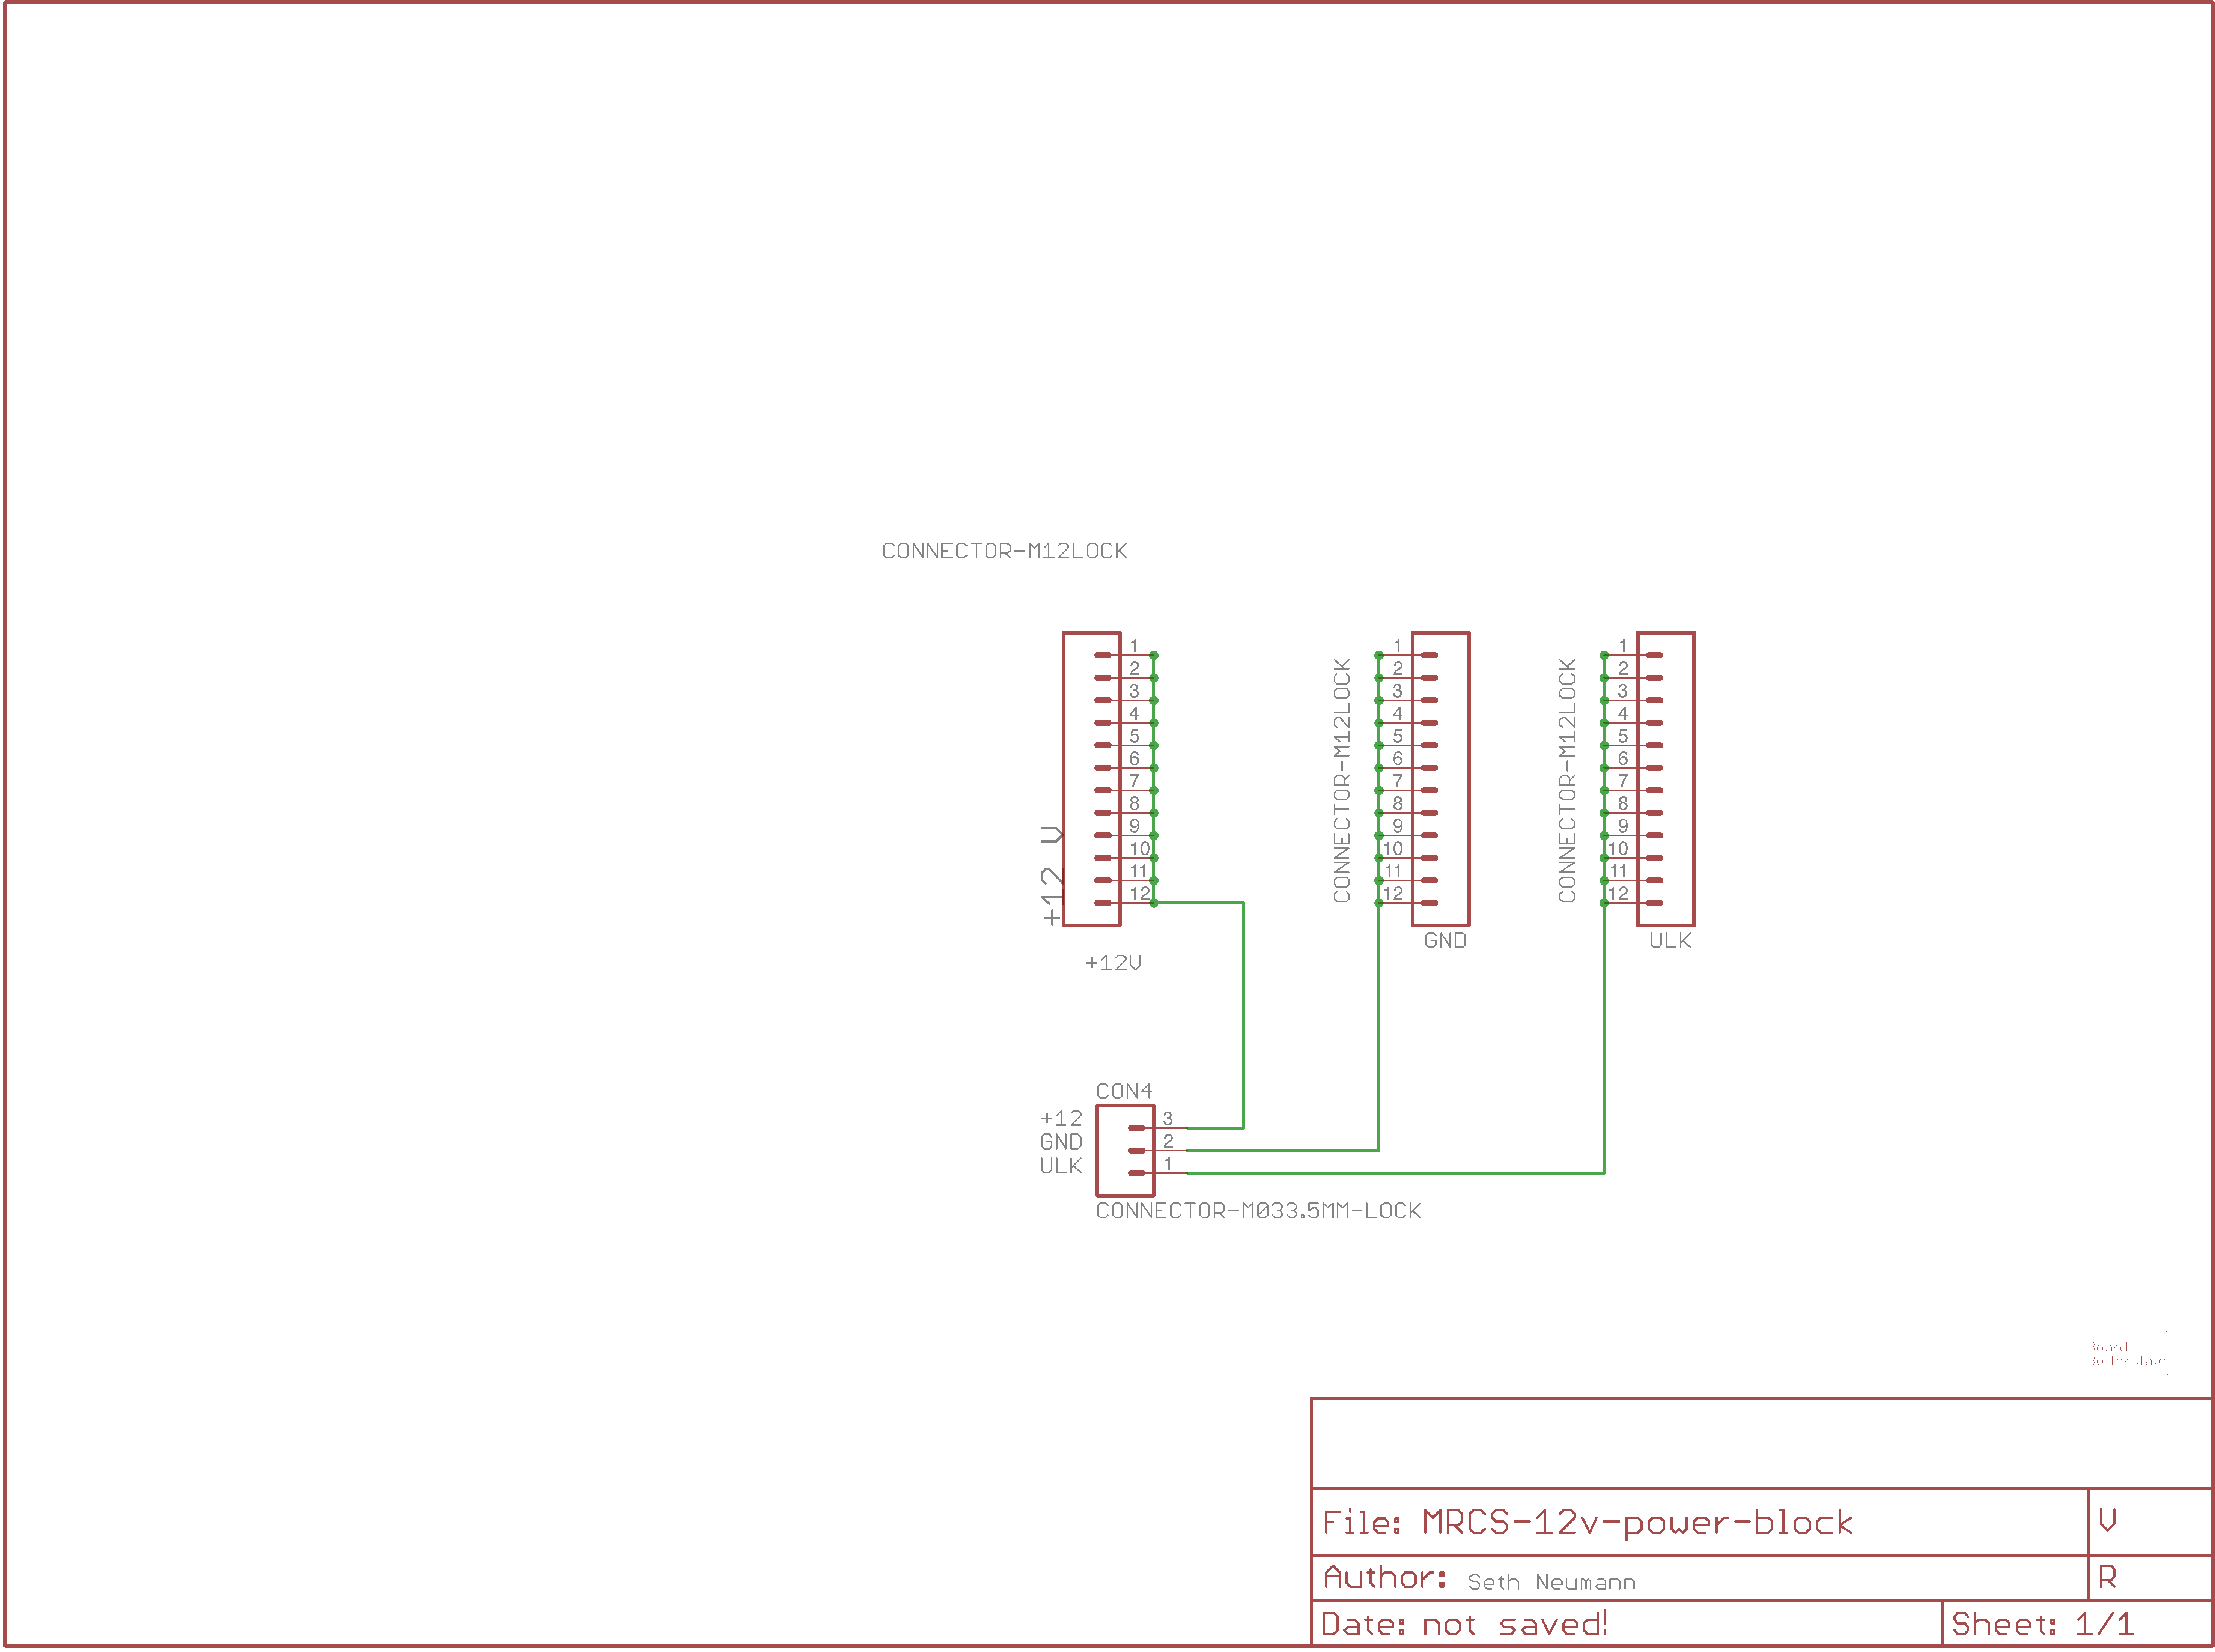 CONNECTOR-M12LOCK
1
2
3
4
5
6
7
8
9
10
11
12
+12 V
+12V
CONNECTOR-M12LOCK
1
2
3
4
5
6
7
8
9
10
11
12
GND
CONNECTOR-M12LOCK
1
2
3
4
5
6
7
8
9
10
11
12
ULK
CON4
+12
GND
ULK
3
2
1
CONNECTOR-M033.5MM-LOCK
Board
Boilerplate
File: MRCS-12v-power-block
V
Author: Seth Neumann
R
Date: not saved!
Sheet: 1/1